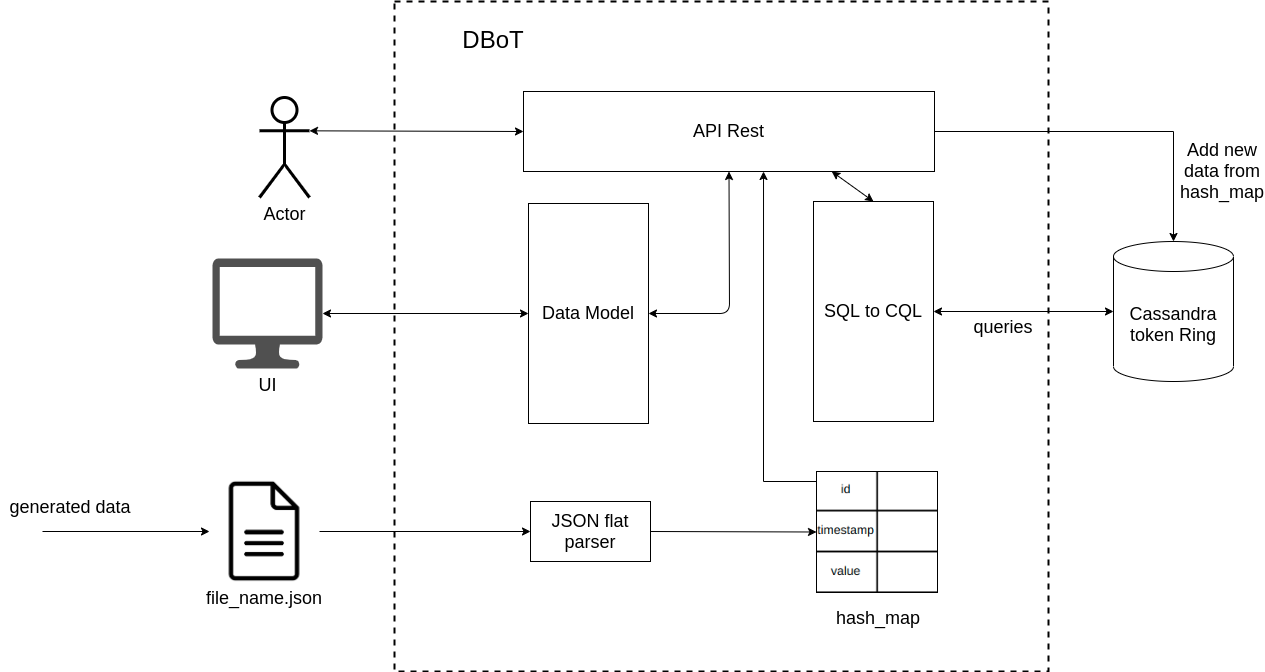 DBoT
API Rest
Add new
data from
hash_map
Actor
Data Model
SQL to CQL
Cassandra
token Ring
queries
UI
generated data
file_name.json
JSON flat
parser
id
timestamp
value
hash_map